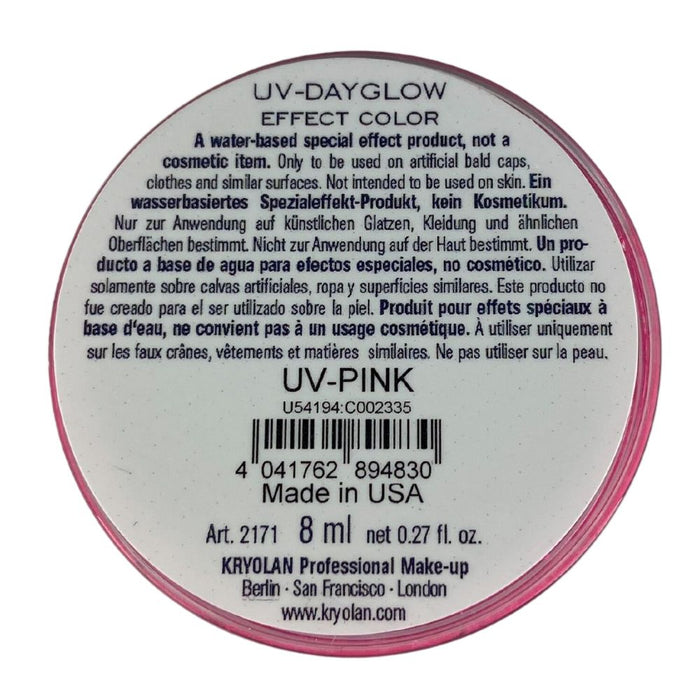 UV-DAYGLOW
EFFECT COLOR
A water-based special effect product, not a
cosmetic item. Only to be used on artificial bald caps,
clothes and similar surfaces. Not intended to be used on skin. Ein
wasserbasiertes Spezialeffekt-Produkt, kein Kosmetikum.
Nur zur Anwendung auf künstlichen Glatzen, Kleidung und ähnlichen
Oberflächen bestimmt. Nicht zur Anwendung auf der Haut bestimmt. Un pro-
ducto a base de agua para efectos especiales, no cosmético. Utilizar
solamente sobre calvas artificiales, ropa y superficies similares. Este producto no
fue creado para el ser utilizado sobre la piel. Produit pour effets spéciaux à
base d'eau, ne convient pas à un usage cosmétique. À utiliser uniquement
sur les faux crânes, vêtements et matières similaires. Ne pas utiliser sur la peau.
UV-PINK
U54194:C002335
4 041762 894830
Made in USA
Art. 2171 8 ml net 0.27 fl. oz.
KRYOLAN Professional Make-up
Berlin · San Francisco · London
www.kryolan.com